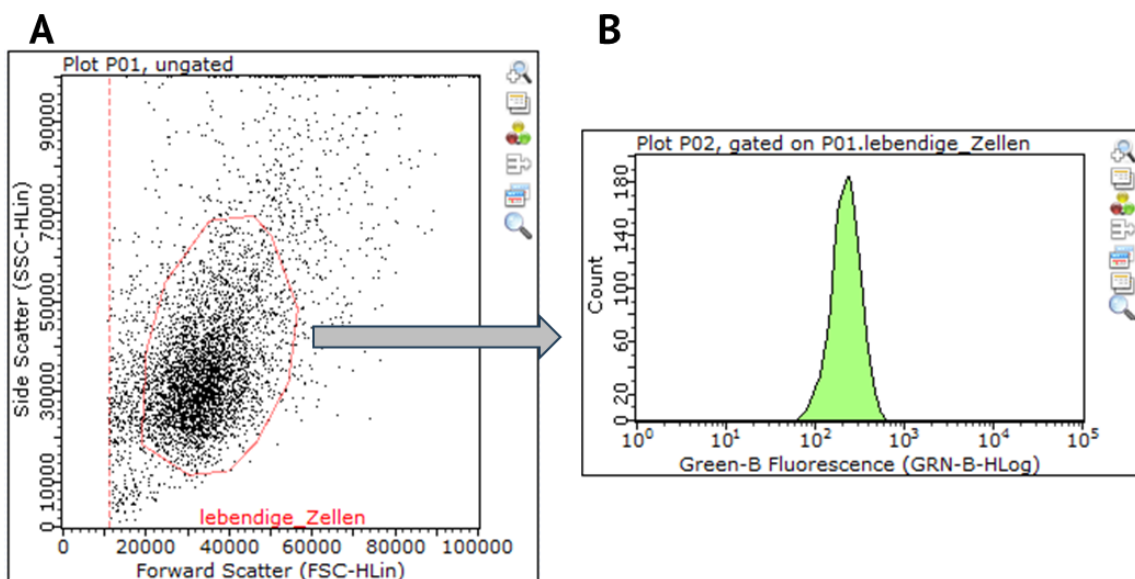 A
B
Plot P01, ungated
Side Scatter (SSC-HLin)
90000
70000
50000
30000
10000
0
lebendige_Zellen
0 20000 40000 60000 80000 100000
Forward Scatter (FSC-HLin)
Plot P02, gated on P01.lebendige_Zellen
Count
180
140
100
60
20
0
10⁰ 10¹ 10² 10³ 10⁴ 10⁵
Green-B Fluorescence (GRN-B-HLog)